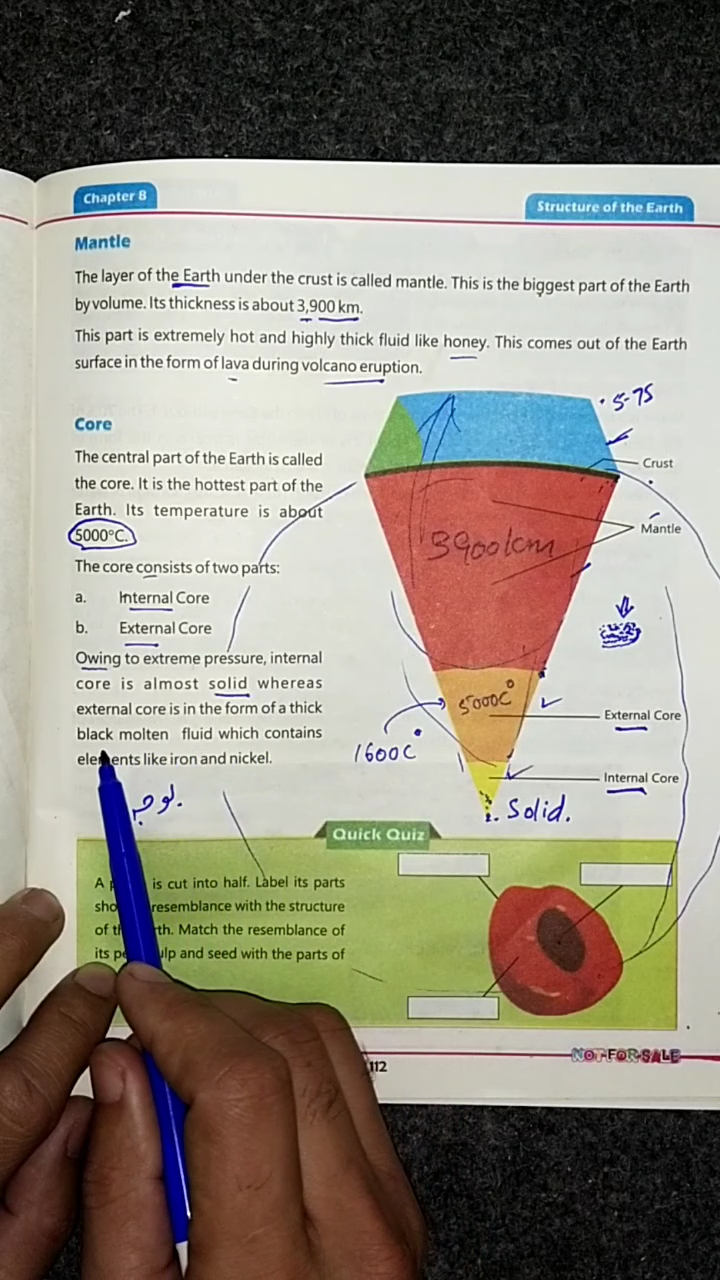 Chapter 8
Structure of the Earth
Mantle
The layer of the Earth under the crust is called mantle. This is the biggest part of the Earth
by volume. Its thickness is about 3,900 km.
This part is extremely hot and highly thick fluid like honey. This comes out of the Earth
surface in the form of lava during volcano eruption.
Core
The central part of the Earth is called
the core. It is the hottest part of the
Earth. Its temperature is about
5000°C.
The core consists of two parts:
a. Internal Core
b. External Core
Owing to extreme pressure, internal
core is almost solid whereas
external core is in the form of a thick
black molten fluid which contains
elements like iron and nickel.
5-75
Crust
Mantle
3900km
5000C°
External Core
1600C°
Internal Core
Solid.
Quick Quiz
A is cut into half. Label its parts
resemblance with the structure
of Match the resemblance of
its and seed with the parts of
112
NOT FOR SALE